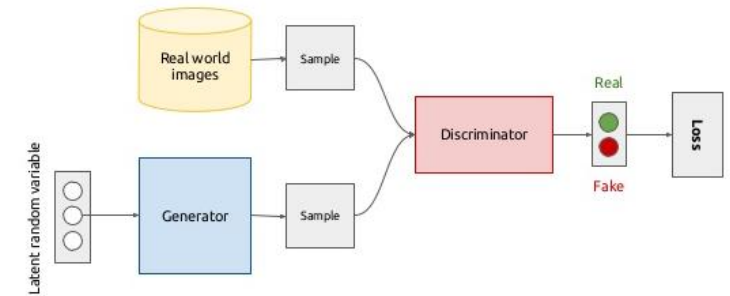 Real world
images
Sample
Discriminator
Real
Fake
Loss
Latent random variable
Generator
Sample